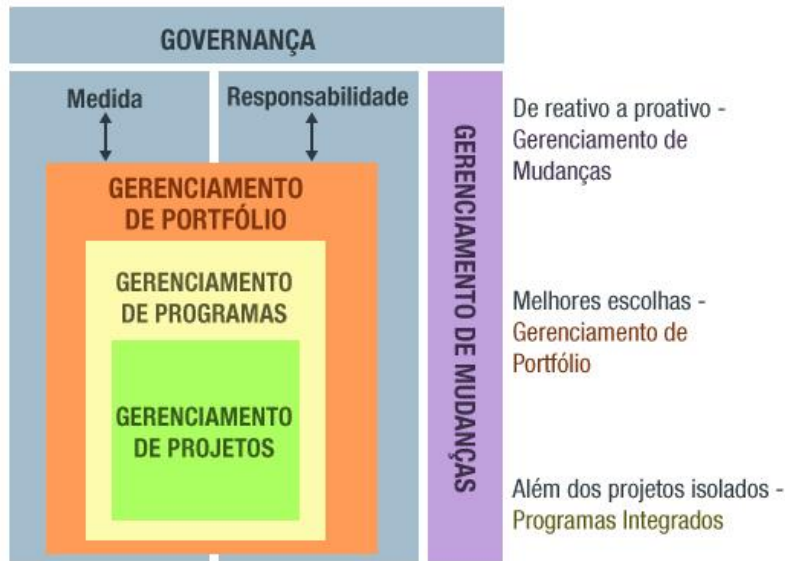 GOVERNANÇA
Medida
Responsabilidade
GERENCIAMENTO
DE PORTFÓLIO
GERENCIAMENTO
DE PROGRAMAS
GERENCIAMENTO
DE PROJETOS
GERENCIAMENTO DE MUDANÇAS
De reativo a proativo -
Gerenciamento de
Mudanças
Melhores escolhas -
Gerenciamento de
Portfólio
Além dos projetos isolados -
Programas Integrados